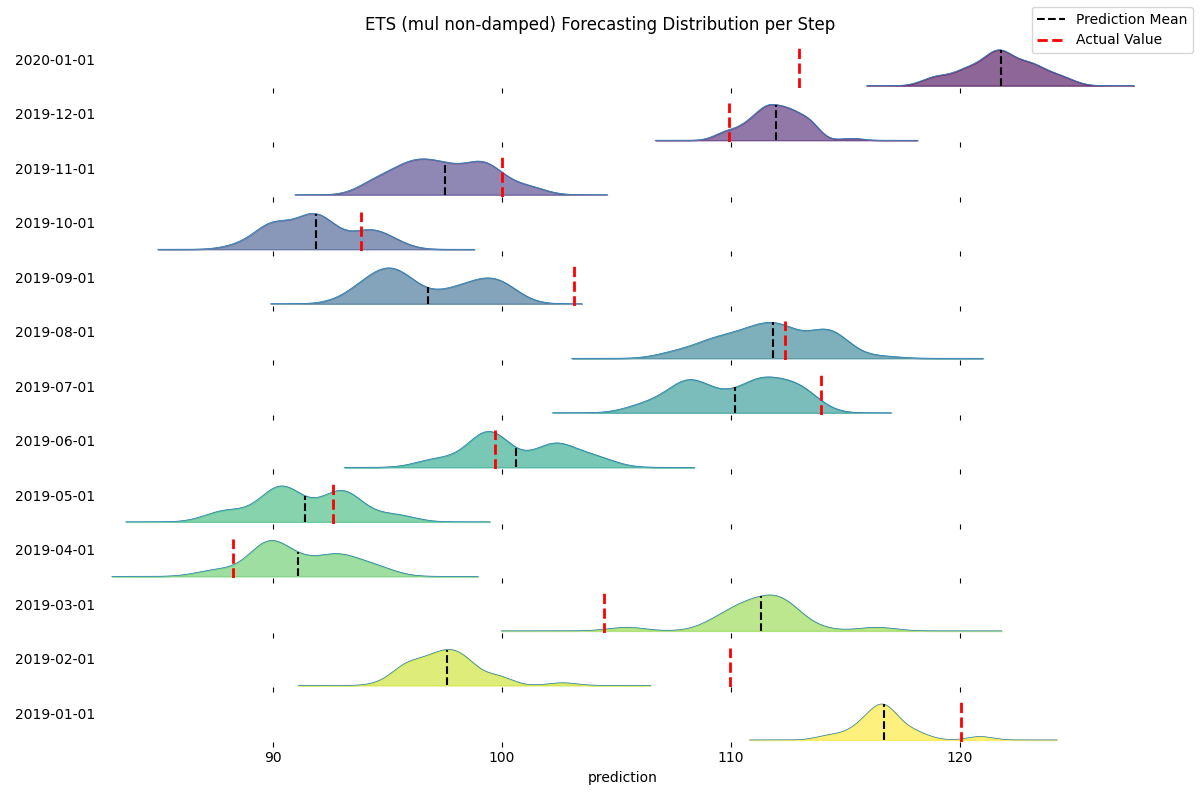 ETS (mul non-damped) Forecasting Distribution per Step
Prediction Mean
Actual Value
2020-01-01
2019-12-01
2019-11-01
2019-10-01
2019-09-01
2019-08-01
2019-07-01
2019-06-01
2019-05-01
2019-04-01
2019-03-01
2019-02-01
2019-01-01
90 100 110 120
prediction